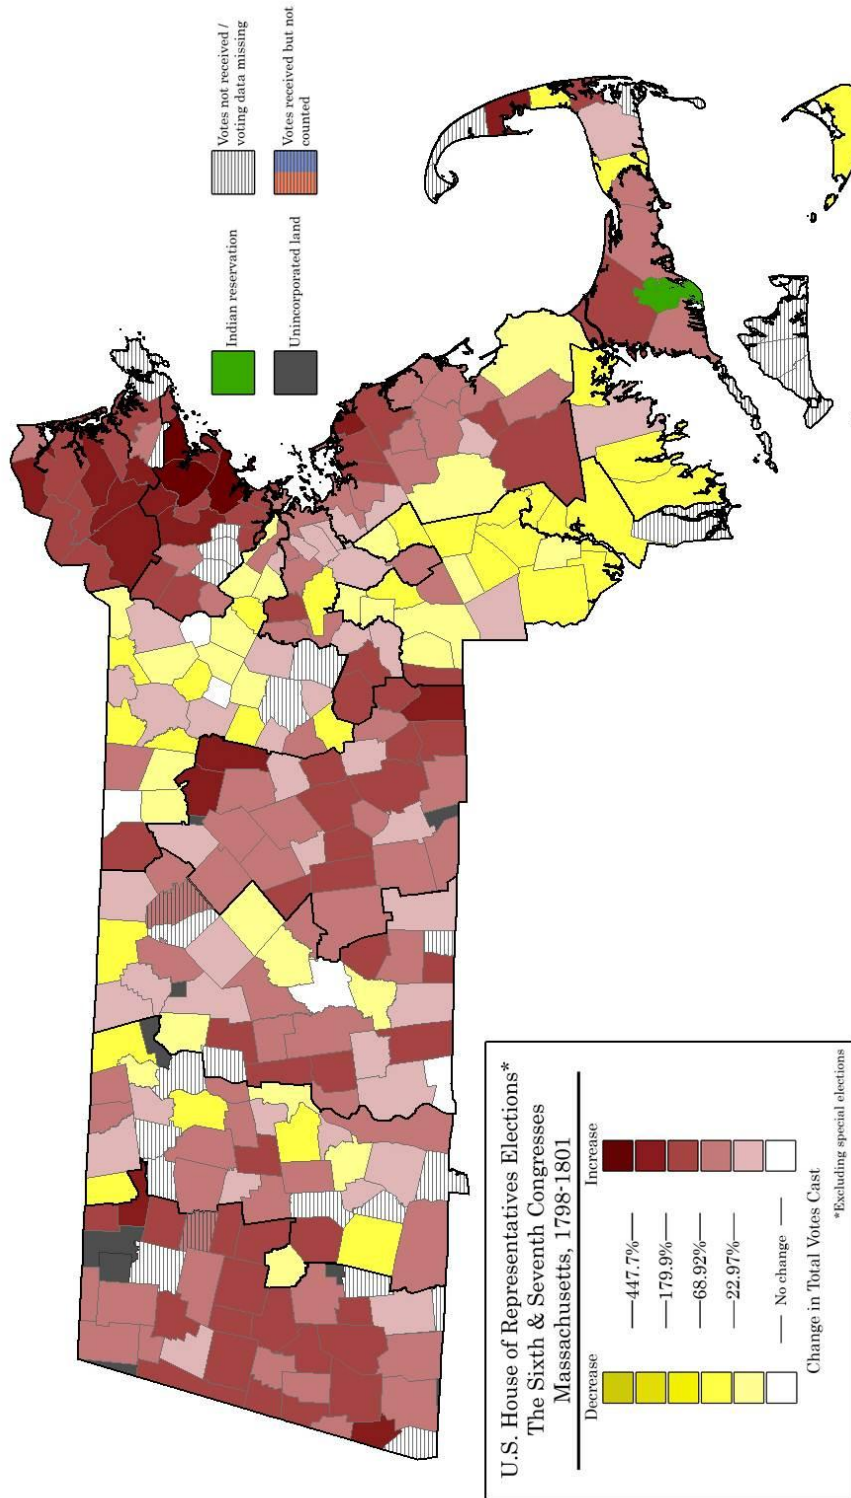 Indian reservation
Unincorporated land
Votes not received /
voting data missing
Votes received but not
counted
U.S. House of Representatives Elections*
The Sixth & Seventh Congresses
Massachusetts, 1798-1801
Decrease
Increase
447.7%
179.9%
68.92%
22.97%
No change
Change in Total Votes Cast
*Excluding special elections